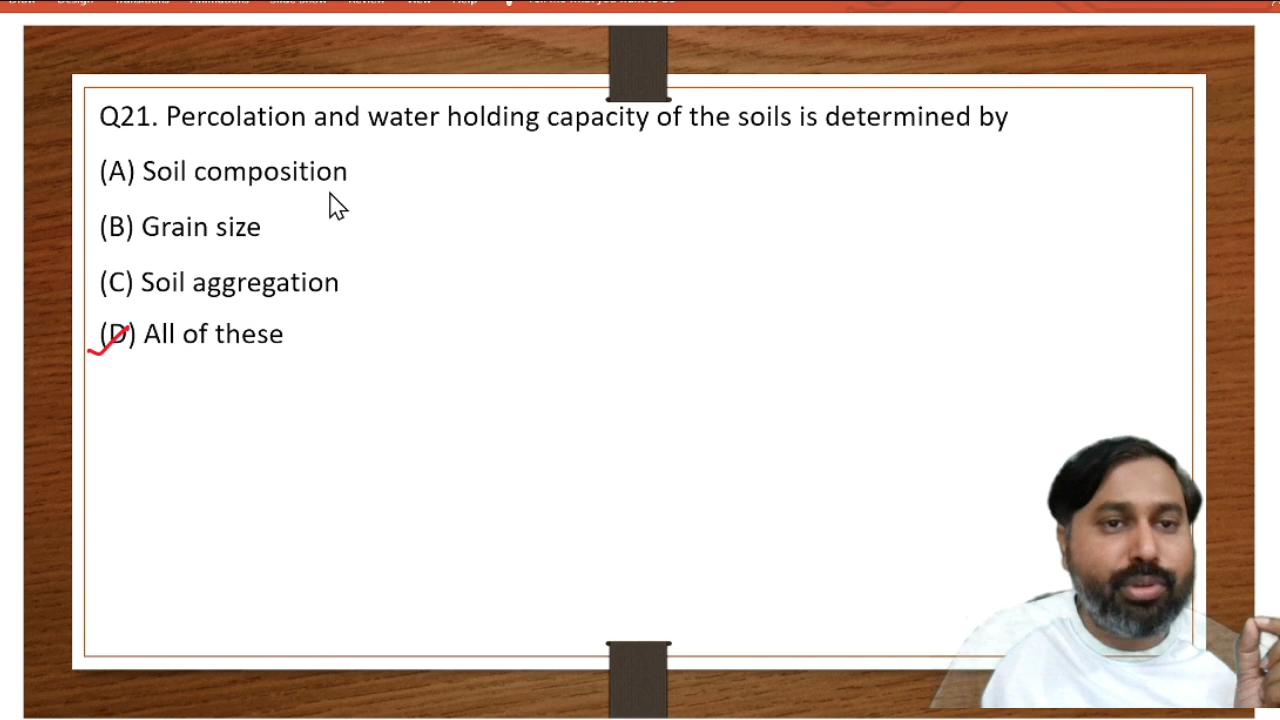 Q21. Percolation and water holding capacity of the soils is determined by
(A) Soil composition
(B) Grain size
(C) Soil aggregation
(D) All of these